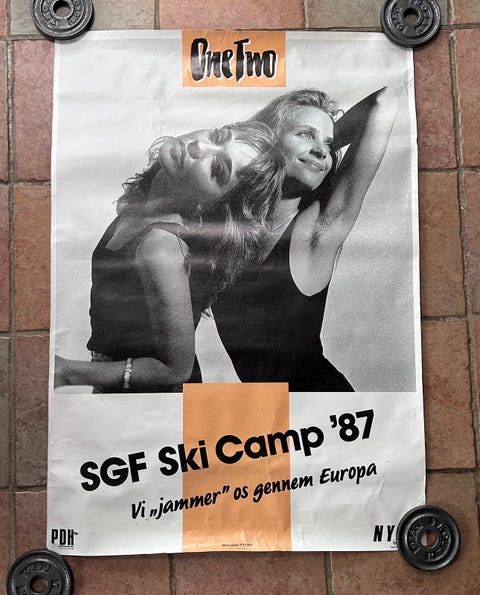 OneTwo
SGF Ski Camp '87
Vi „jammer” os gennem Europa
PDH
NY